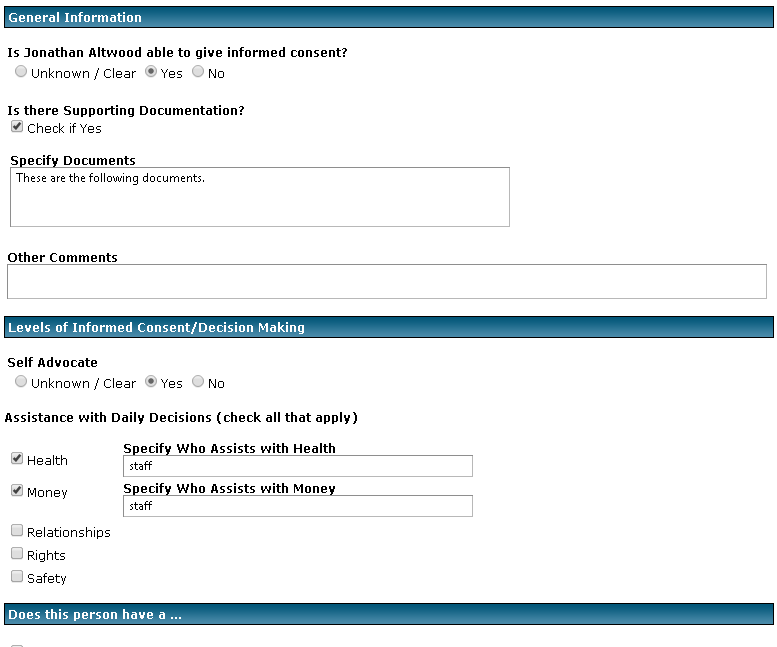 General Information
Is Jonathan Altwood able to give informed consent?
Unknown / Clear Yes No
Is there Supporting Documentation?
Check if Yes
Specify Documents
These are the following documents.
Other Comments
Levels of Informed Consent/Decision Making
Self Advocate
Unknown / Clear Yes No
Assistance with Daily Decisions (check all that apply)
Specify Who Assists with Health
Health
staff
Specify Who Assists with Money
Money
staff
Relationships
Rights
Safety
Does this person have a ...